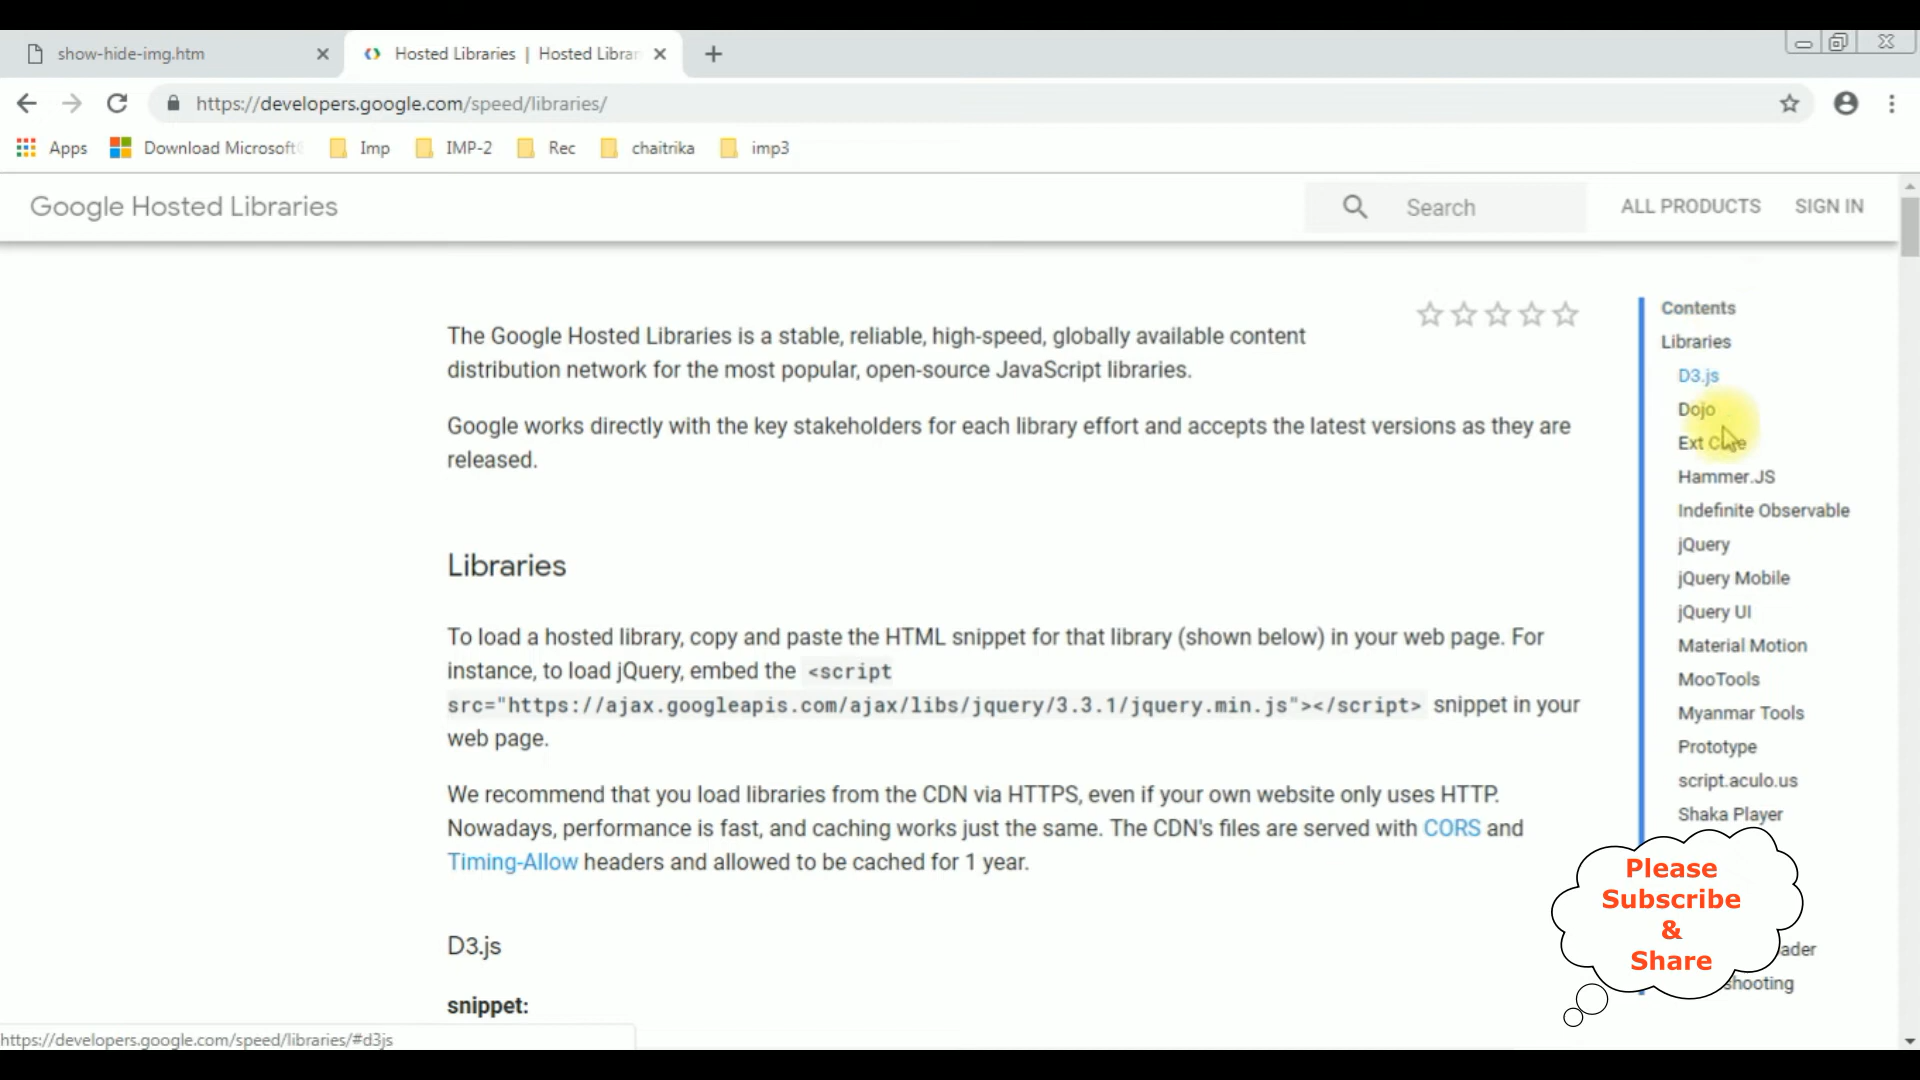 show-hide-img.htm
Hosted Libraries | Hosted Librar
https://developers.google.com/speed/libraries/
Apps Download Microsoft Imp IMP-2 Rec chaitrika imp3
Google Hosted Libraries
Search
ALL PRODUCTS SIGN IN
The Google Hosted Libraries is a stable, reliable, high-speed, globally available content
distribution network for the most popular, open-source JavaScript libraries.
Google works directly with the key stakeholders for each library effort and accepts the latest versions as they are
released.
Libraries
To load a hosted library, copy and paste the HTML snippet for that library (shown below) in your web page. For
instance, to load jQuery, embed the <script
src="https://ajax.googleapis.com/ajax/libs/jquery/3.3.1/jquery.min.js"></script> snippet in your
web page.
We recommend that you load libraries from the CDN via HTTPS, even if your own website only uses HTTP.
Nowadays, performance is fast, and caching works just the same. The CDN's files are served with CORS and
Timing-Allow headers and allowed to be cached for 1 year.
D3.js
snippet:
Contents
Libraries
D3.js
Dojo
Ext Core
Hammer.JS
Indefinite Observable
jQuery
jQuery Mobile
jQuery UI
Material Motion
MooTools
Myanmar Tools
Prototype
script.aculo.us
Shaka Player
ader
hooting
Please
Subscribe
&
Share
https://developers.google.com/speed/libraries/#d3js